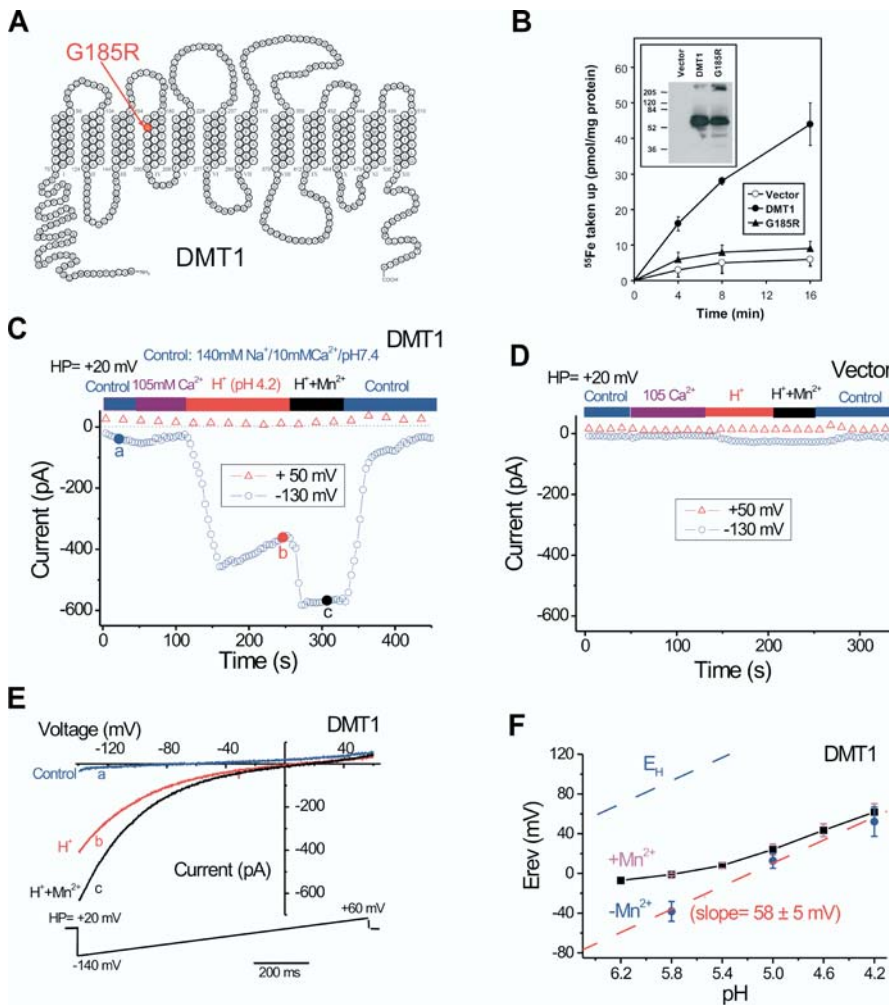 A
G185R
DMT1
COOH
B
⁵⁵Fe taken up (pmol/mg protein)
60
40
20
10
0
Vector
DMT1
G185R
205
120
84
52
36
Vector
DMT1
G185R
0 4 8 12 16
Time (min)
C
DMT1
Control: 140mM Na⁺/10mMCa²⁺/pH7.4
HP= +20 mV
Control 105mM Ca²⁺ H⁺ (pH 4.2) H⁺+Mn²⁺ Control
Current (pA)
0
-200
-400
-600
a
b
c
+ 50 mV
-130 mV
0 100 200 300 400
Time (s)
D
Vector
HP= +20 mV
Control 105 Ca²⁺ H⁺ H⁺+Mn²⁺ Control
Current (pA)
0
-200
-400
-600
+50 mV
-130 mV
0 100 200 300
Time (s)
E
DMT1
Voltage (mV)
-120 -80 -40 40
Control a
H⁺ b
H⁺+Mn²⁺ c
-200
-400
-600
Current (pA)
HP= +20 mV
+60 mV
-140 mV
200 ms
F
DMT1
Erev (mV)
120
80
40
0
-40
-80
E_H
+Mn²⁺
-Mn²⁺
(slope= 58 ± 5 mV)
6.2 5.8 5.4 5.0 4.6 4.2
pH